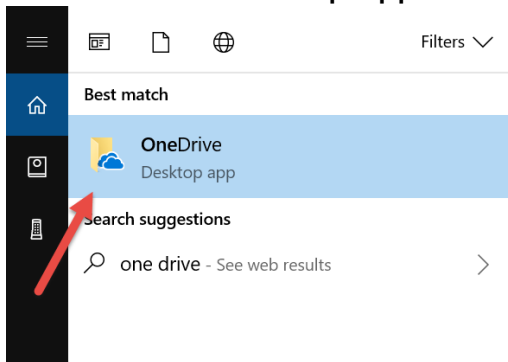 Filters
Best match
OneDrive
Desktop app
Search suggestions
one drive - See web results